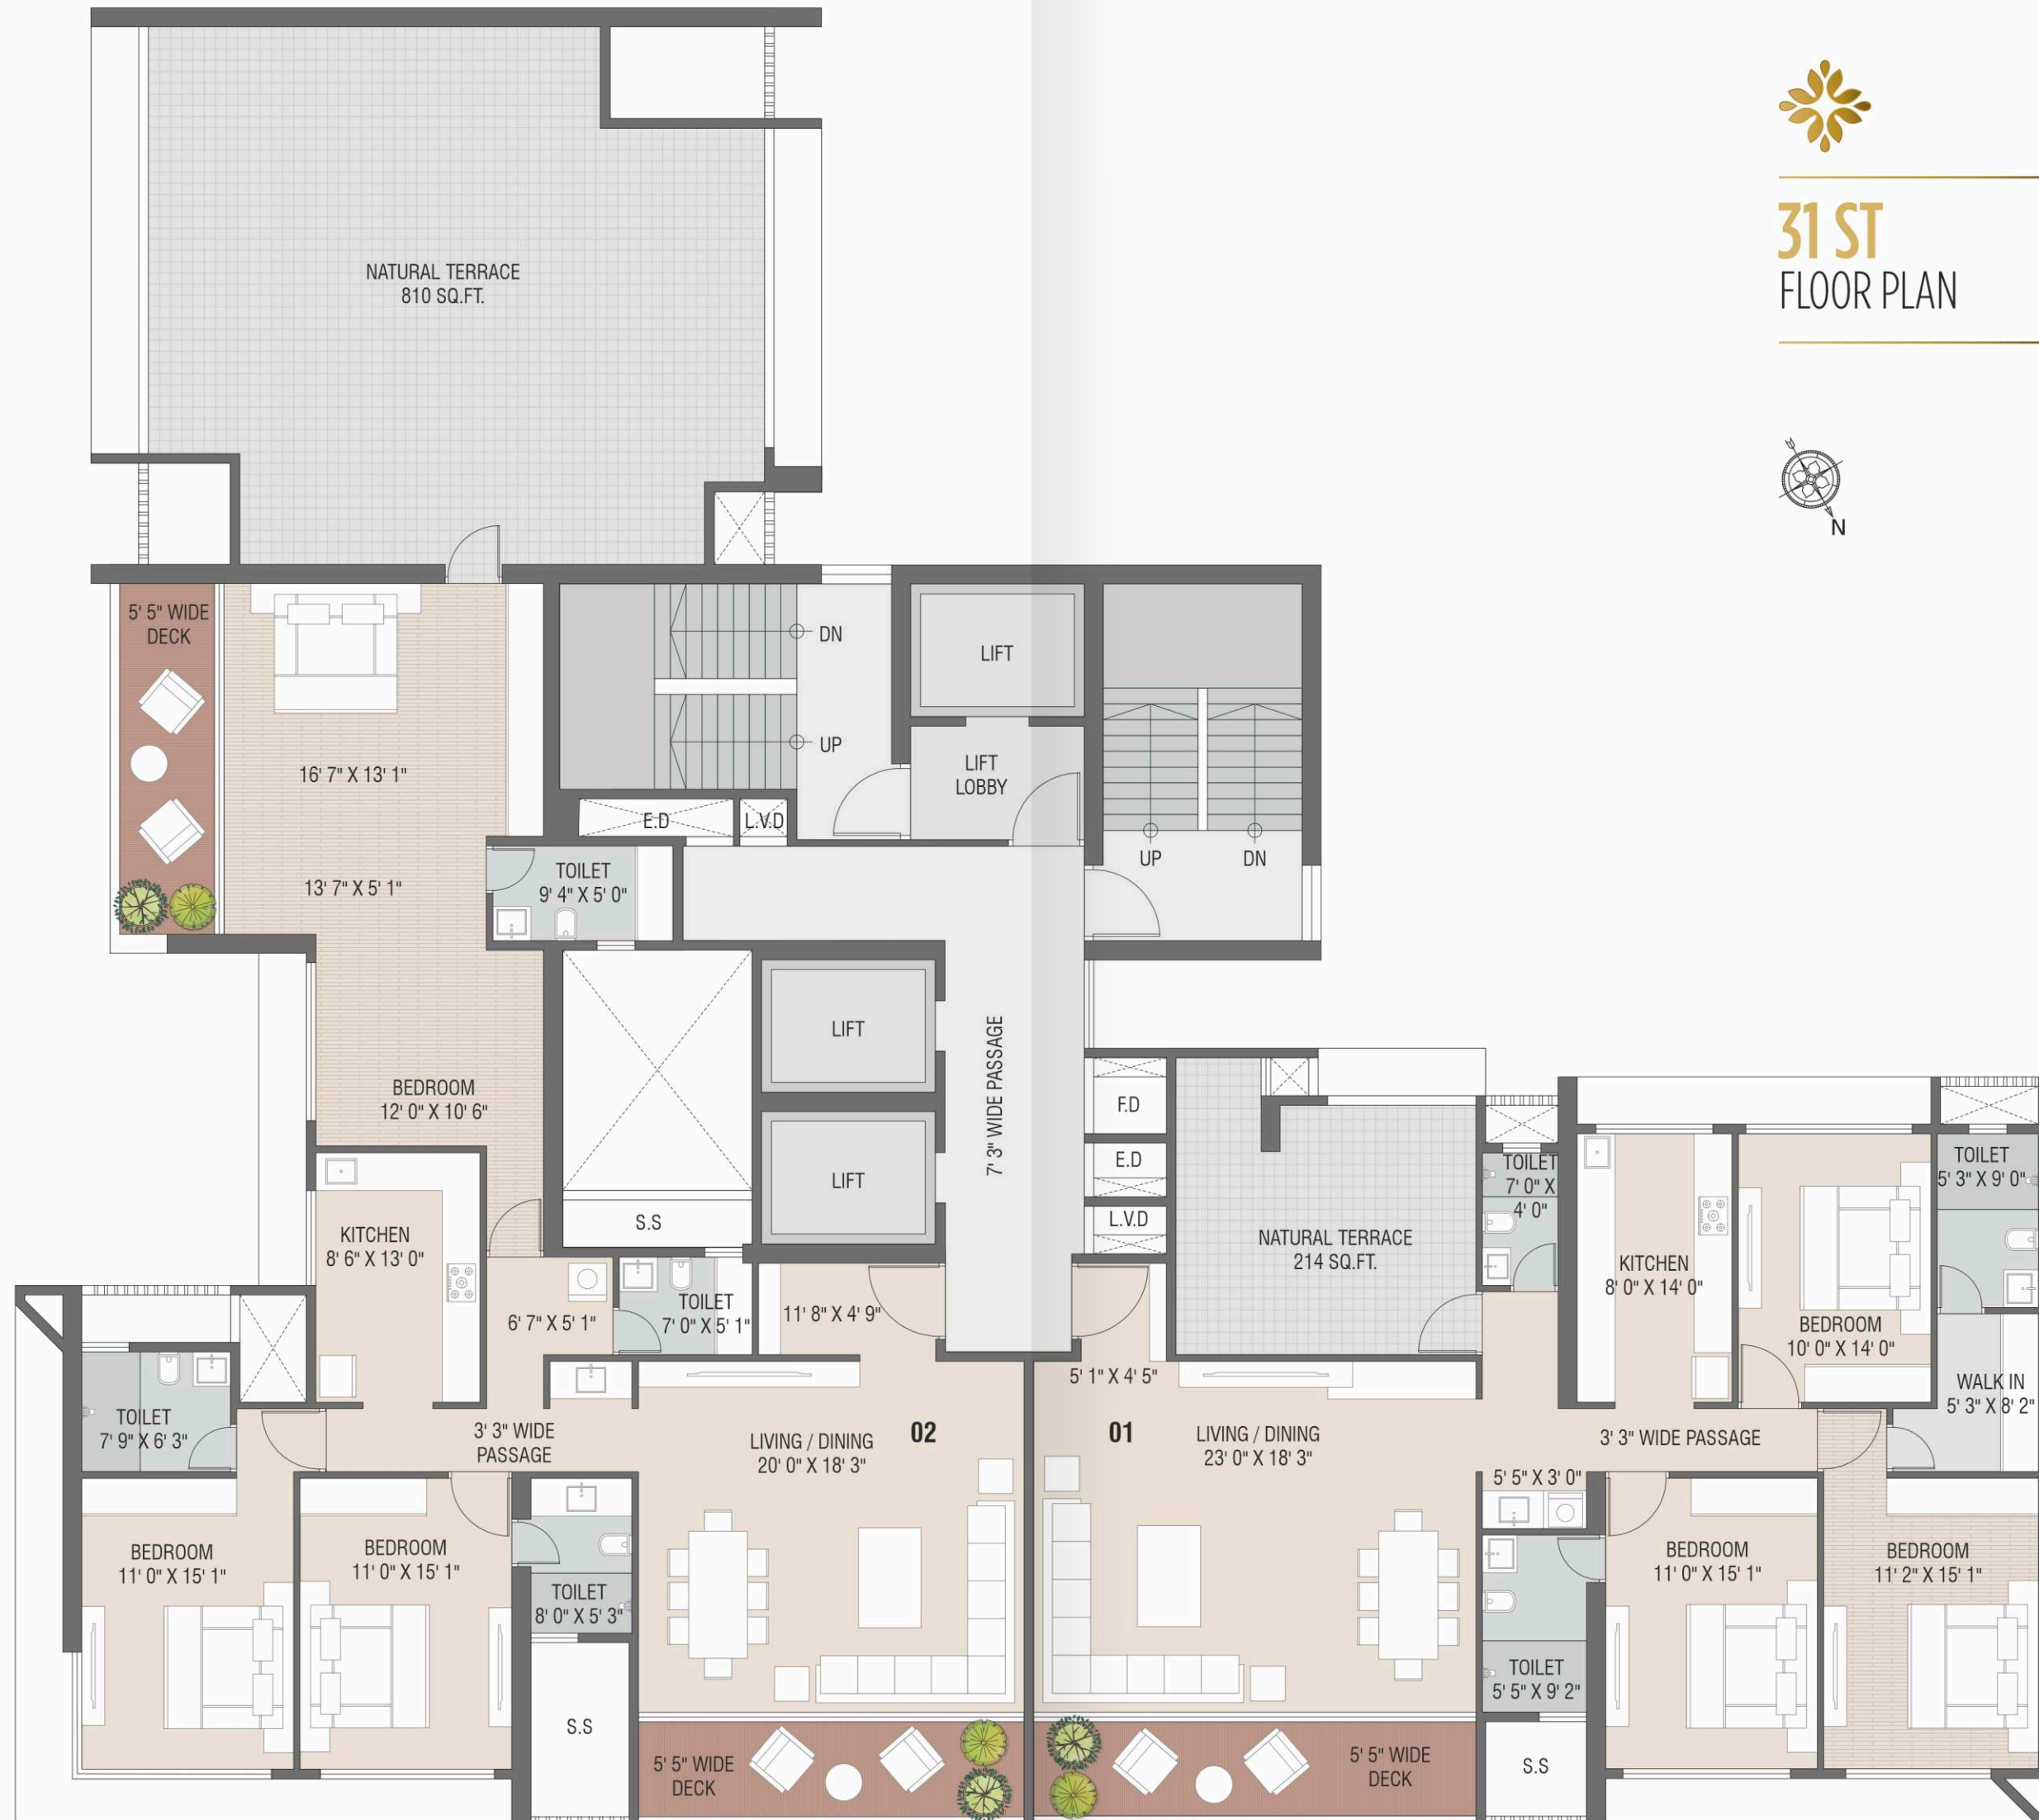 31 ST
FLOOR PLAN
N
NATURAL TERRACE
810 SQ.FT.
5' 5" WIDE
DECK
16' 7" X 13' 1"
13' 7" X 5' 1"
BEDROOM
12' 0" X 10' 6"
DN
UP
LIFT
LIFT
LOBBY
UP
DN
E.D
L.V.D
TOILET
9' 4" X 5' 0"
LIFT
LIFT
7' 3" WIDE PASSAGE
S.S
F.D
E.D
L.V.D
NATURAL TERRACE
214 SQ.FT.
TOILET
7' 0" X
4' 0"
KITCHEN
8' 0" X 14' 0"
BEDROOM
10' 0" X 14' 0"
TOILET
5' 3" X 9' 0"
WALK IN
5' 3" X 8' 2"
KITCHEN
8' 6" X 13' 0"
6' 7" X 5' 1"
TOILET
7' 0" X 5' 1"
11' 8" X 4' 9"
5' 1" X 4' 5"
TOILET
7' 9" X 6' 3"
3' 3" WIDE
PASSAGE
LIVING / DINING
20' 0" X 18' 3"
02
01
LIVING / DINING
23' 0" X 18' 3"
3' 3" WIDE PASSAGE
5' 5" X 3' 0"
BEDROOM
11' 0" X 15' 1"
BEDROOM
11' 0" X 15' 1"
TOILET
8' 0" X 5' 3"
S.S
5' 5" WIDE
DECK
5' 5" WIDE
DECK
TOILET
5' 5" X 9' 2"
S.S
BEDROOM
11' 0" X 15' 1"
BEDROOM
11' 2" X 15' 1"